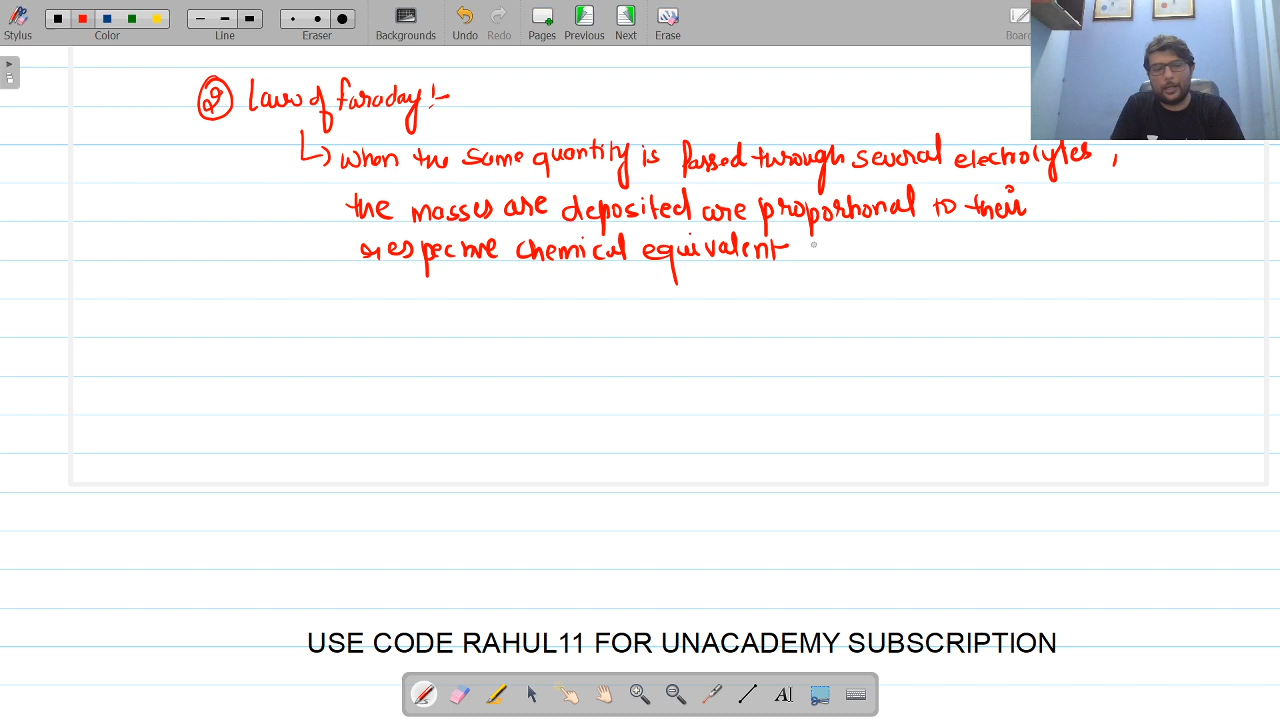 Stylus
Color
Line
Eraser
Backgrounds
Undo
Redo
Pages
Previous
Next
Erase
Board
② Law of faraday :-
↳ When the same quantity is Passed through several electrolytes ,
the masses are deposited are proportional to their
respective chemical equivalent
USE CODE RAHUL11 FOR UNACADEMY SUBSCRIPTION
A